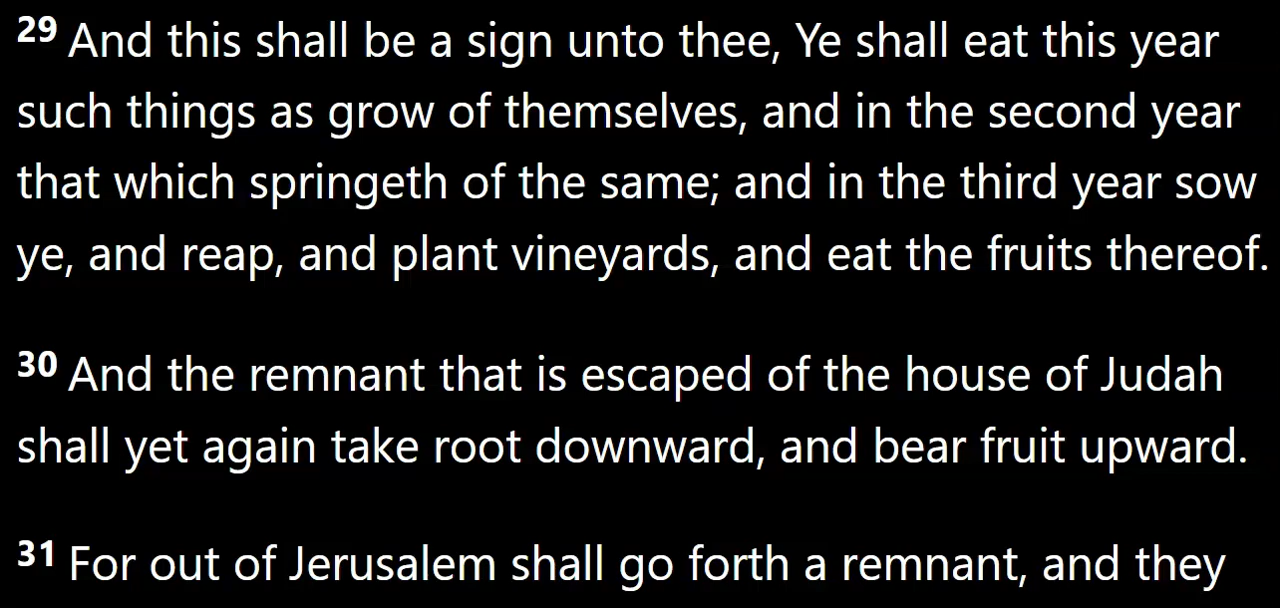 29 And this shall be a sign unto thee, Ye shall eat this year
such things as grow of themselves, and in the second year
that which springeth of the same; and in the third year sow
ye, and reap, and plant vineyards, and eat the fruits thereof.
30 And the remnant that is escaped of the house of Judah
shall yet again take root downward, and bear fruit upward.
31 For out of Jerusalem shall go forth a remnant, and they